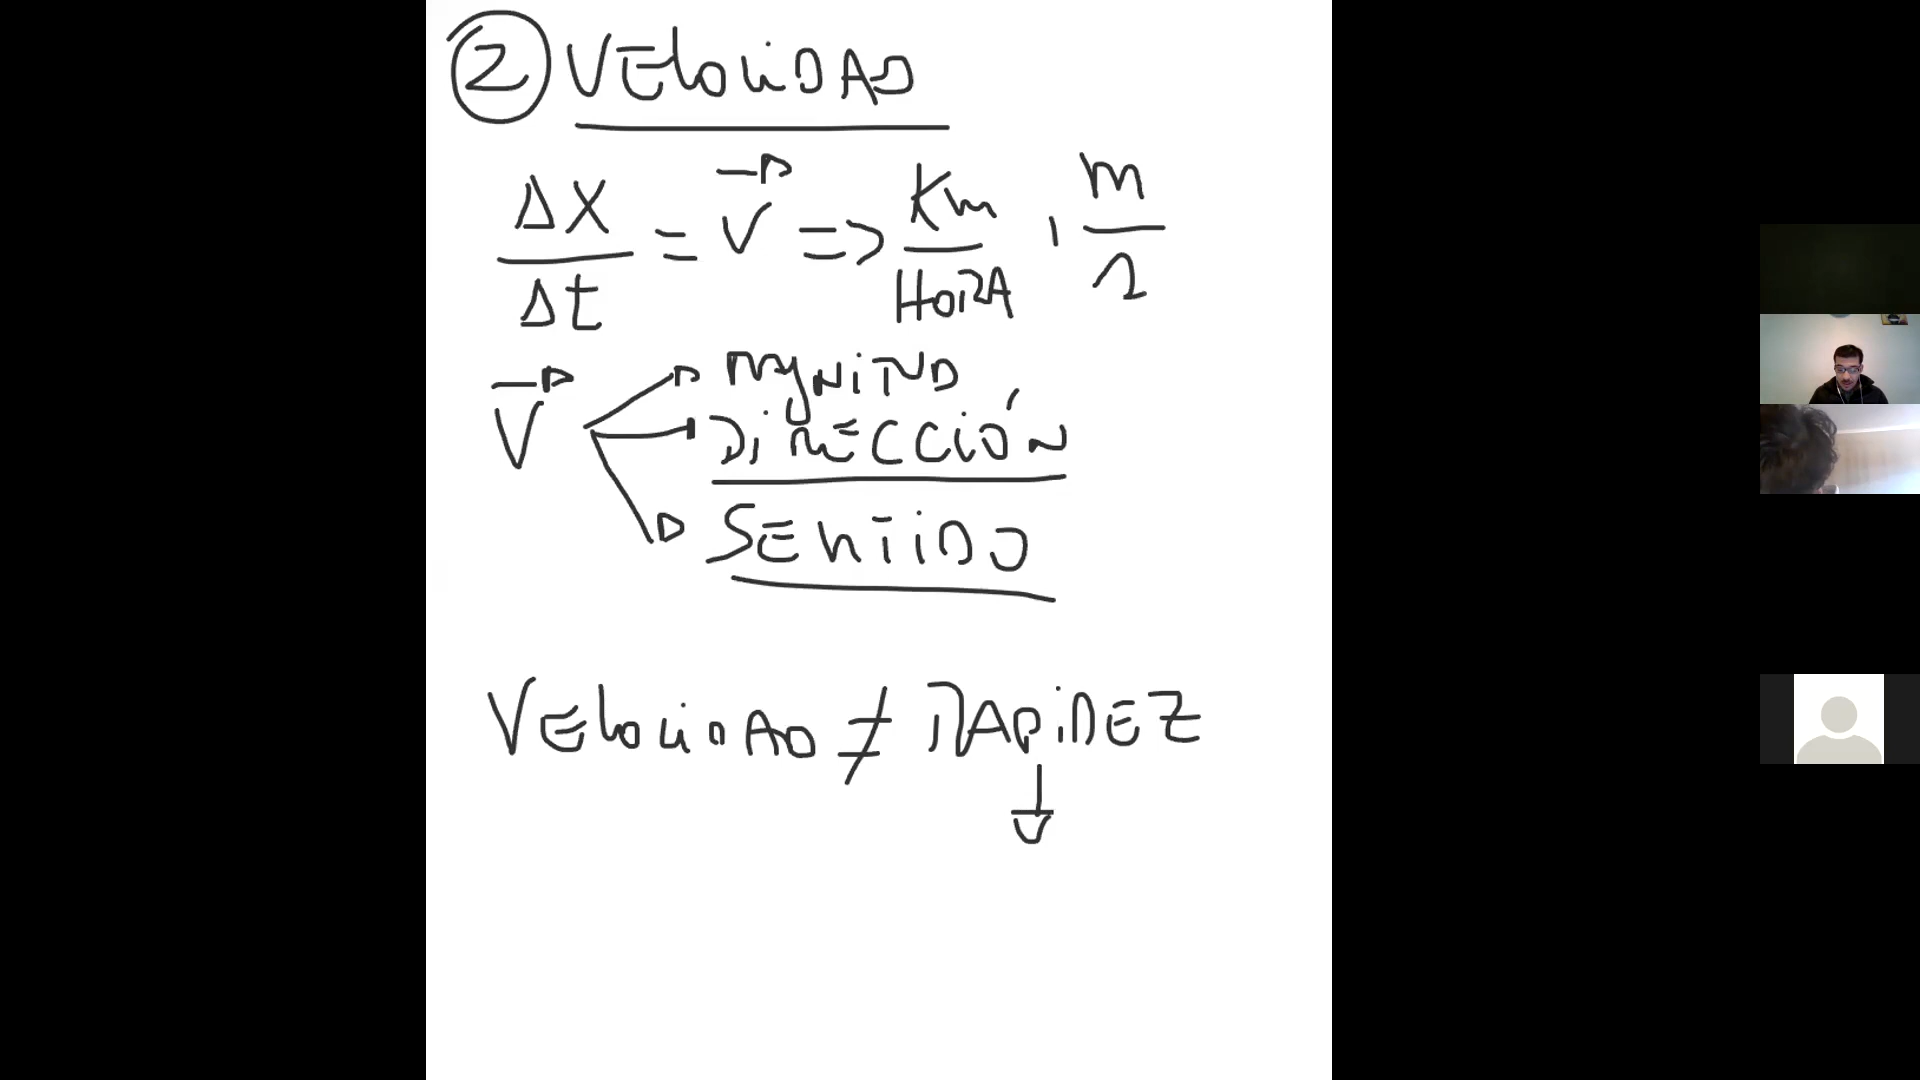 ② VELOCIDAD
ΔX / Δt = V⃗ => Km / HORA , m / s
V⃗ → MAGNITUD
→ DIRECCIÓN
→ SENTIDO
VELOCIDAD ≠ RAPIDEZ
↓